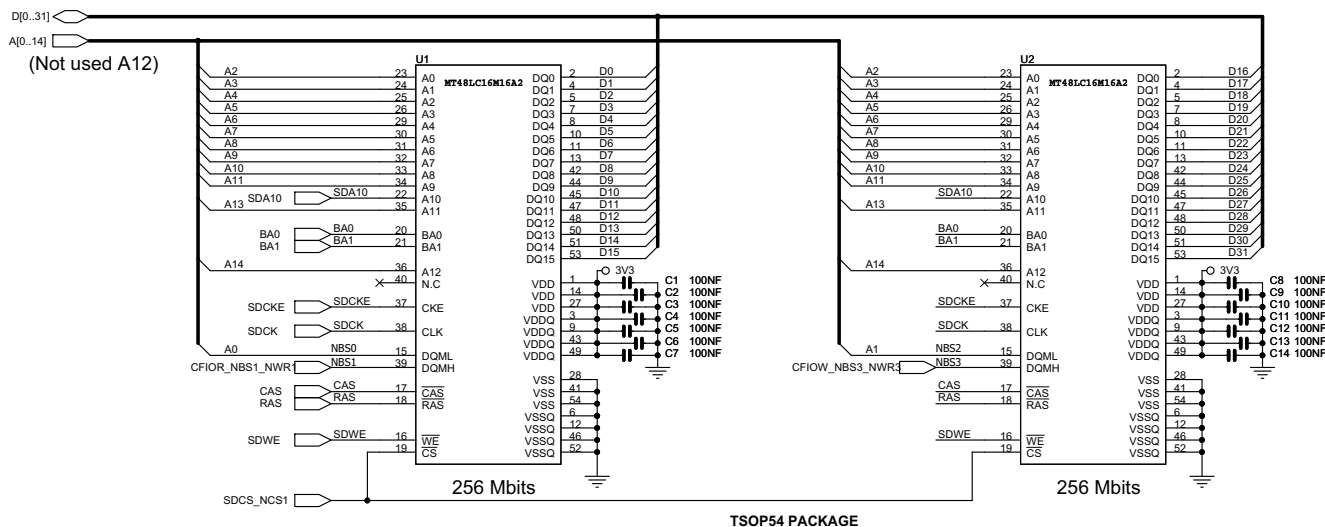 D[0..31]
A[0..14]
(Not used A12)
U1
MT48LC16M16A2
A2 23 A0 DQ0 2 D0
A3 24 A1 DQ1 4 D1
A4 25 A2 DQ2 5 D2
A5 26 A3 DQ3 7 D3
A6 29 A4 DQ4 8 D4
A7 30 A5 DQ5 10 D5
A8 31 A6 DQ6 11 D6
A9 32 A7 DQ7 13 D7
A10 33 A8 DQ8 42 D8
A11 34 A9 DQ9 44 D9
SDA10 SDA10 22 A10 DQ10 45 D10
A13 35 A11 DQ11 47 D11
DQ12 48 D12
BA0 BA0 20 BA0 DQ13 50 D13
BA1 BA1 21 BA1 DQ14 51 D14
DQ15 53 D15
A14 36 A12 3V3
40 N.C VDD 1 C1 100NF
VDD 14 C2 100NF
SDCKE SDCKE 37 CKE VDD 27 C3 100NF
VDDQ 3 C4 100NF
SDCK SDCK 38 CLK VDDQ 9 C5 100NF
VDDQ 43 C6 100NF
A0 NBS0 15 DQML VDDQ 49 C7 100NF
CFIOR_NBS1_NWR1 NBS1 39 DQMH
VSS 28
CAS CAS 17 CAS VSS 41
RAS RAS 18 RAS VSS 54
VSSQ 6
VSSQ 12
SDWE SDWE 16 WE VSSQ 46
19 CS VSSQ 52
SDCS_NCS1
256 Mbits
U2
MT48LC16M16A2
A2 23 A0 DQ0 2 D16
A3 24 A1 DQ1 4 D17
A4 25 A2 DQ2 5 D18
A5 26 A3 DQ3 7 D19
A6 29 A4 DQ4 8 D20
A7 30 A5 DQ5 10 D21
A8 31 A6 DQ6 11 D22
A9 32 A7 DQ7 13 D23
A10 33 A8 DQ8 42 D24
A11 34 A9 DQ9 44 D25
SDA10 22 A10 DQ10 45 D26
A13 35 A11 DQ11 47 D27
DQ12 48 D28
BA0 20 BA0 DQ13 50 D29
BA1 21 BA1 DQ14 51 D30
DQ15 53 D31
A14 36 A12 3V3
40 N.C VDD 1 C8 100NF
VDD 14 C9 100NF
SDCKE 37 CKE VDD 27 C10 100NF
VDDQ 3 C11 100NF
SDCK 38 CLK VDDQ 9 C12 100NF
VDDQ 43 C13 100NF
A1 NBS2 15 DQML VDDQ 49 C14 100NF
CFIOW_NBS3_NWR3 NBS3 39 DQMH
VSS 28
CAS 17 CAS VSS 41
RAS 18 RAS VSS 54
VSSQ 6
VSSQ 12
SDWE 16 WE VSSQ 46
19 CS VSSQ 52
256 Mbits
TSOP54 PACKAGE